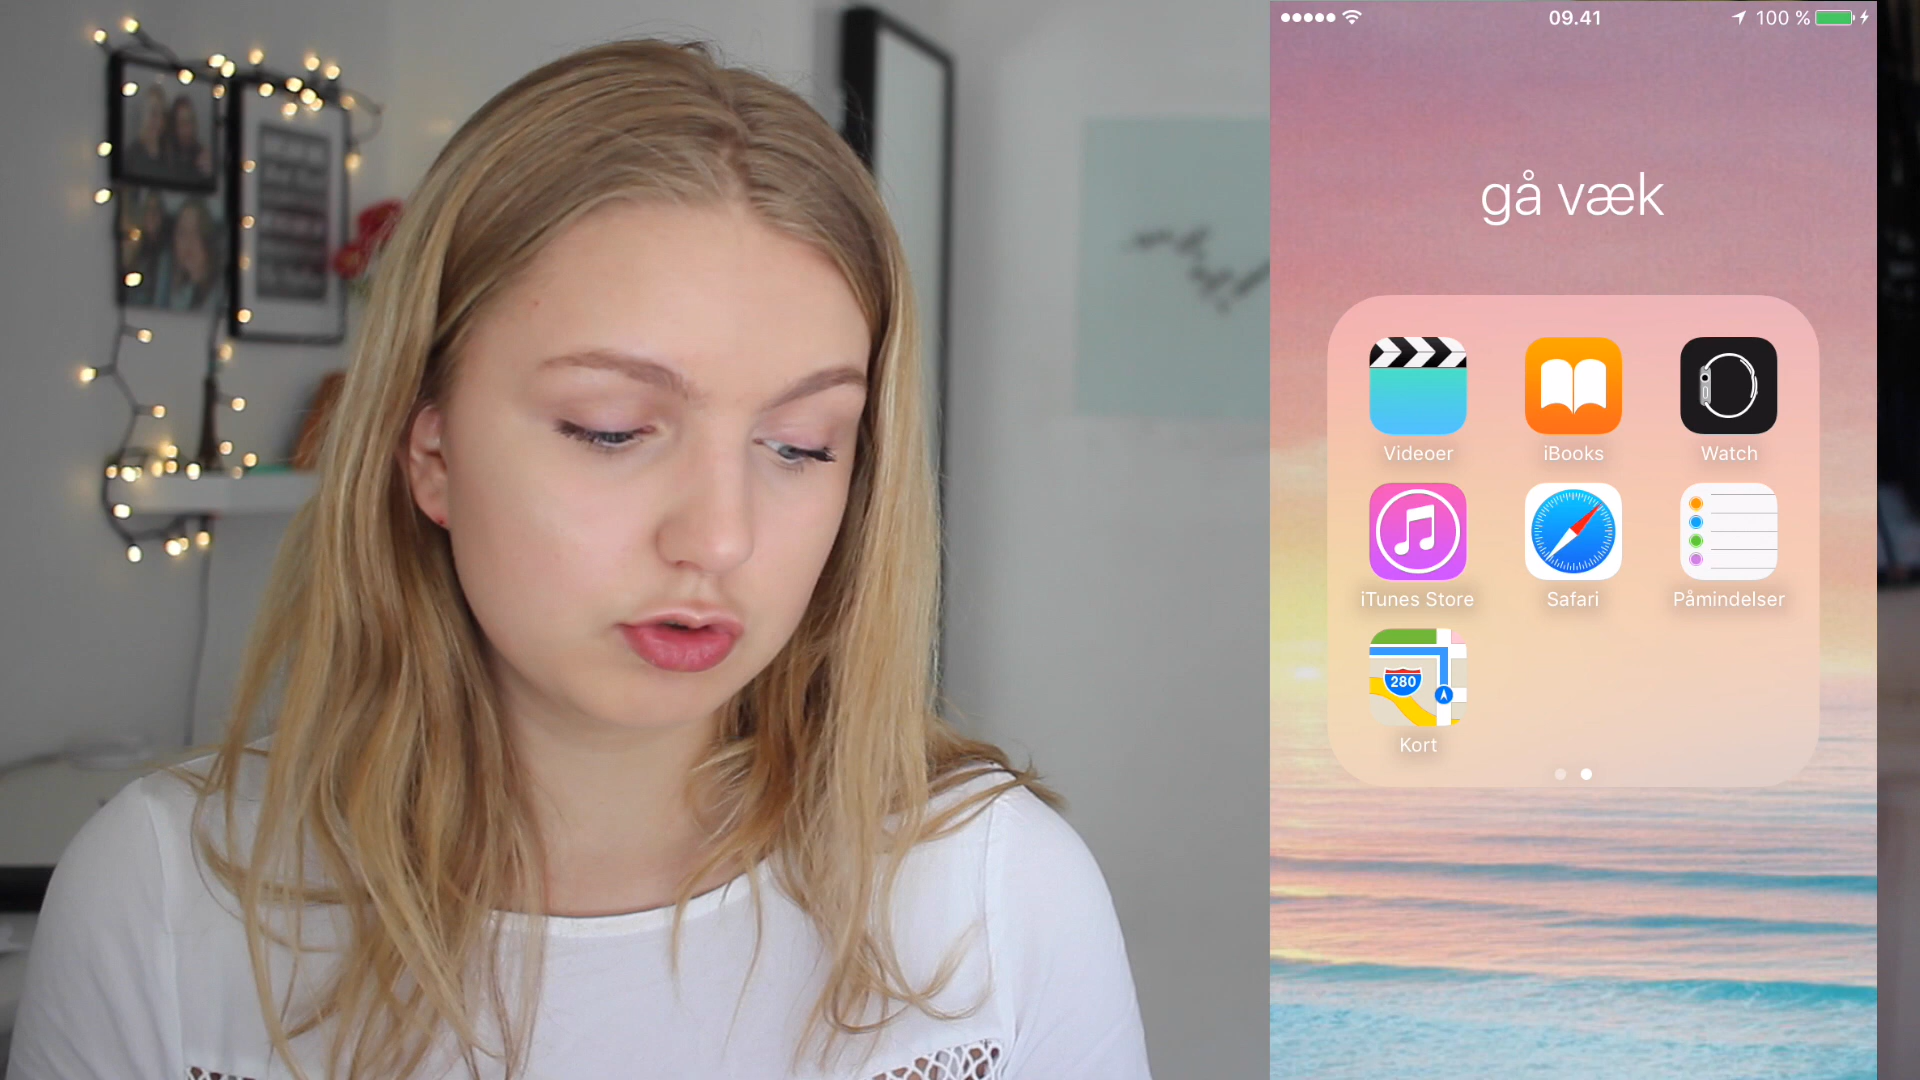 09.41
100 %
gå væk
Videoer
iBooks
Watch
iTunes Store
Safari
Påmindelser
280
Kort